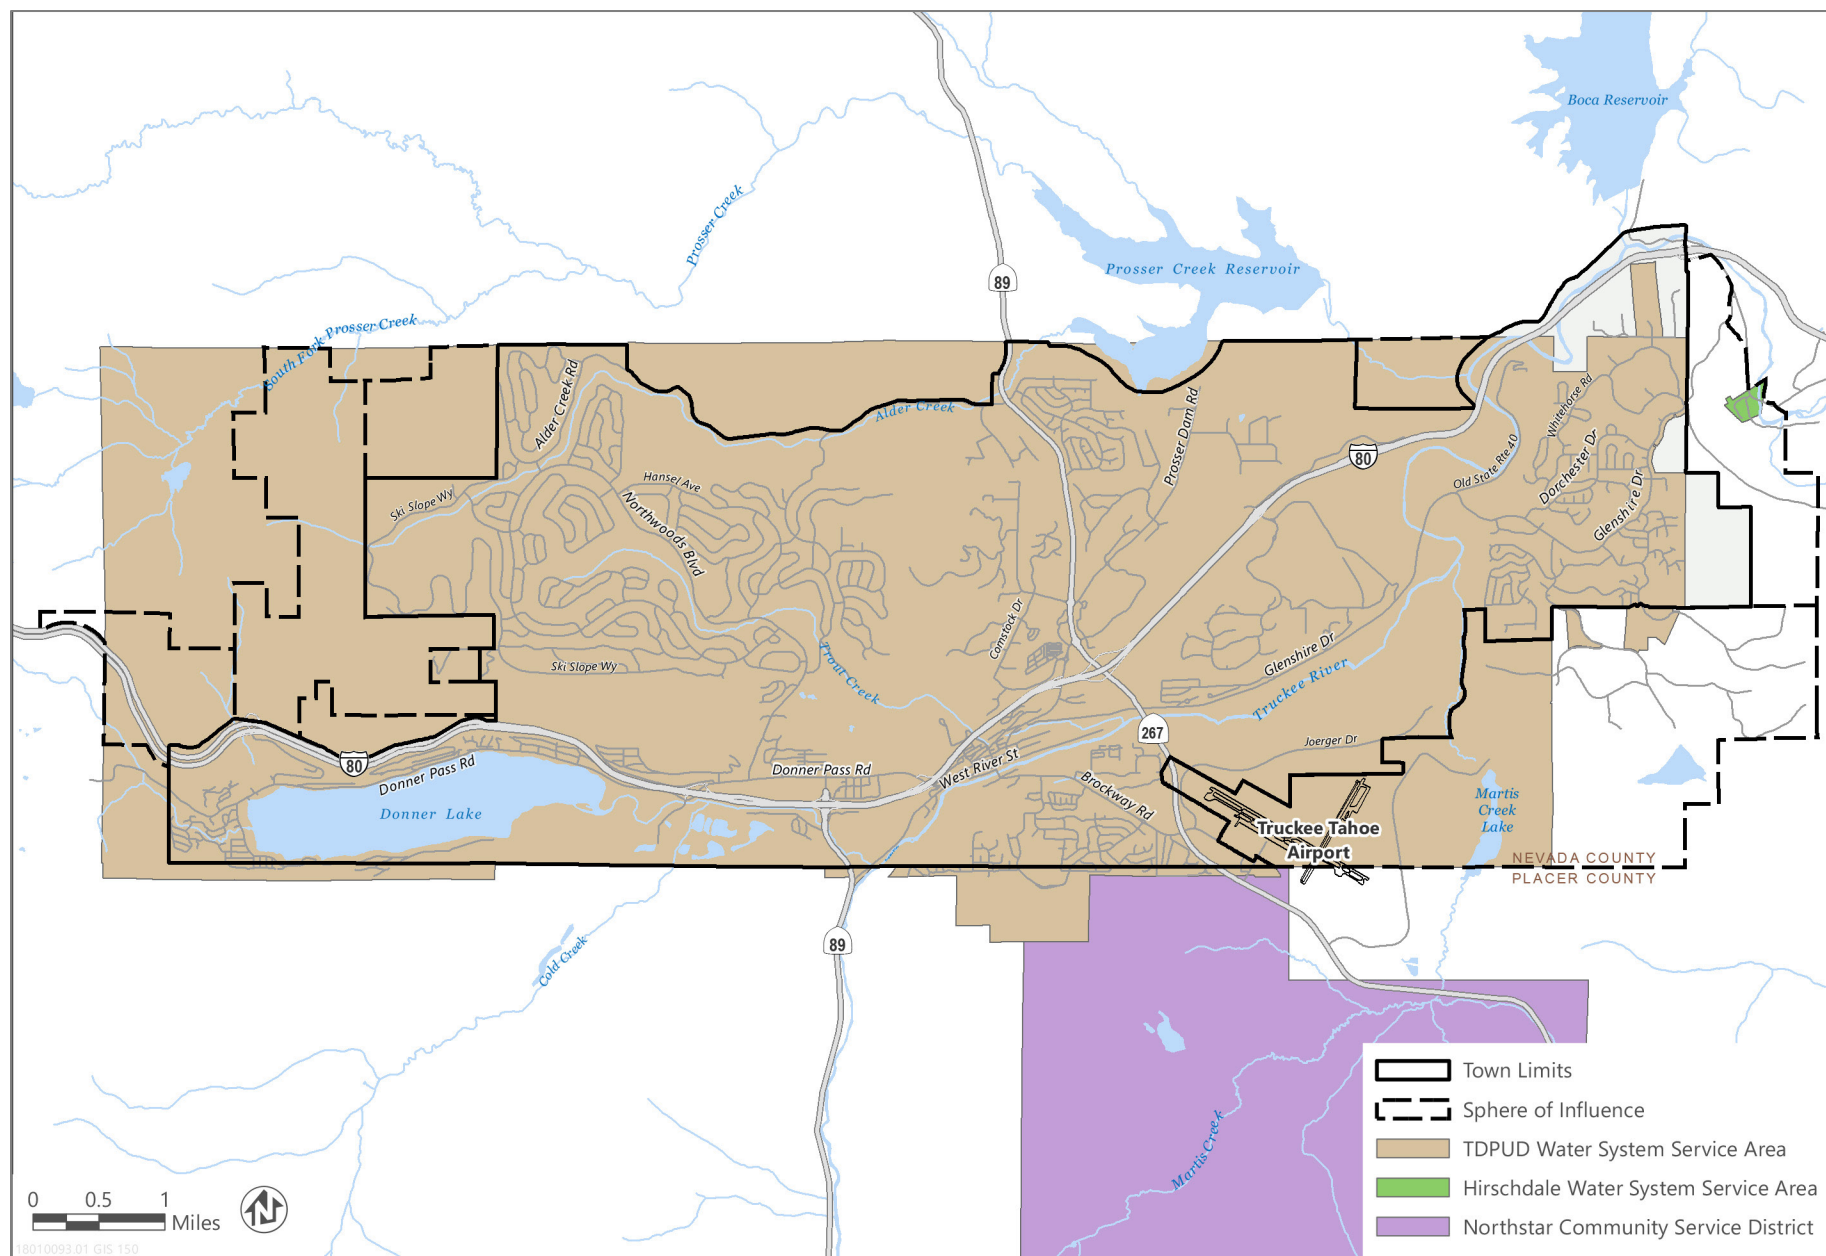 Boca Reservoir
Prosser Creek
Prosser Creek Reservoir
89
South Fork Prosser Creek
Alder Creek Rd
Alder Creek
Prosser Dam Rd
Whitehorse Rd
80
Old State Rte 40
Dorchester Dr
Glenshire Dr
Hansel Ave
Ski Slope Wy
Northwoods Blvd
Comstock Dr
Trout Creek
Ski Slope Wy
Glenshire Dr
Truckee River
267
Joerger Dr
80
Donner Pass Rd
Donner Pass Rd
West River St
Brockway Rd
Donner Lake
Martis
Creek
Lake
Truckee Tahoe
Airport
NEVADA COUNTY
PLACER COUNTY
89
Cold Creek
Martis Creek
Town Limits
Sphere of Influence
TDPUD Water System Service Area
Hirschdale Water System Service Area
Northstar Community Service District
0 0.5 1
Miles
N
18010093.01 GIS 150